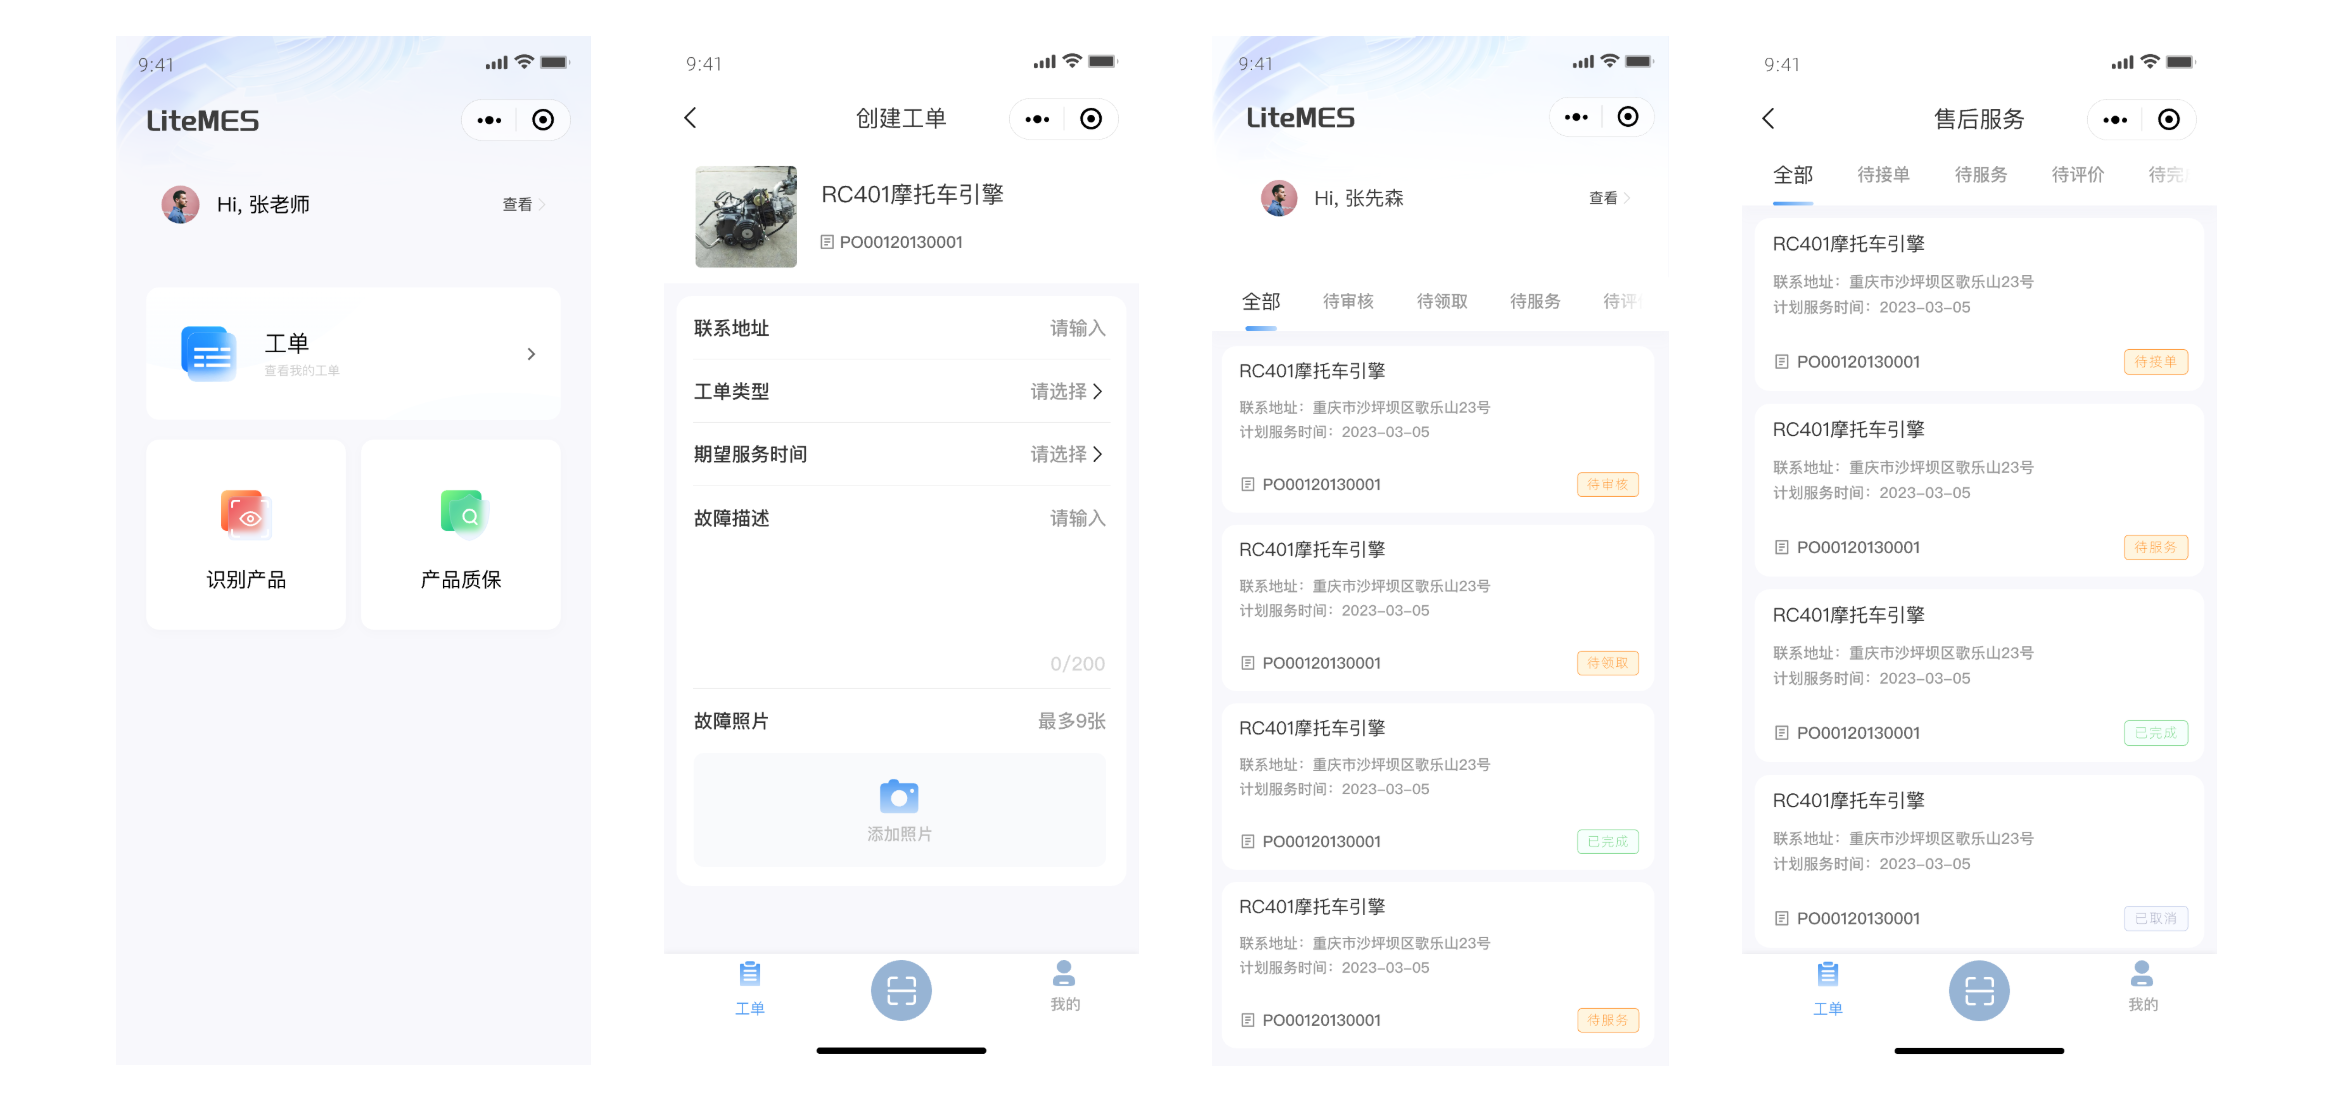 9:41
LiteMES
Hi, 张老师
查看
工单
查看我的工单
识别产品
产品质保
9:41
创建工单
RC401摩托车引擎
PO00120130001
联系地址
请输入
工单类型
请选择
期望服务时间
请选择
故障描述
请输入
0/200
故障照片
最多9张
添加照片
工单
我的
9:41
LiteMES
Hi, 张先森
查看
全部 待审核 待领取 待服务 待评
RC401摩托车引擎
联系地址：重庆市沙坪坝区歌乐山23号
计划服务时间：2023-03-05
PO00120130001
待审核
RC401摩托车引擎
联系地址：重庆市沙坪坝区歌乐山23号
计划服务时间：2023-03-05
PO00120130001
待领取
RC401摩托车引擎
联系地址：重庆市沙坪坝区歌乐山23号
计划服务时间：2023-03-05
PO00120130001
已完成
RC401摩托车引擎
联系地址：重庆市沙坪坝区歌乐山23号
计划服务时间：2023-03-05
PO00120130001
待服务
9:41
售后服务
全部 待接单 待服务 待评价 待完
RC401摩托车引擎
联系地址：重庆市沙坪坝区歌乐山23号
计划服务时间：2023-03-05
PO00120130001
待接单
RC401摩托车引擎
联系地址：重庆市沙坪坝区歌乐山23号
计划服务时间：2023-03-05
PO00120130001
待服务
RC401摩托车引擎
联系地址：重庆市沙坪坝区歌乐山23号
计划服务时间：2023-03-05
PO00120130001
已完成
RC401摩托车引擎
联系地址：重庆市沙坪坝区歌乐山23号
计划服务时间：2023-03-05
PO00120130001
已取消
工单
我的